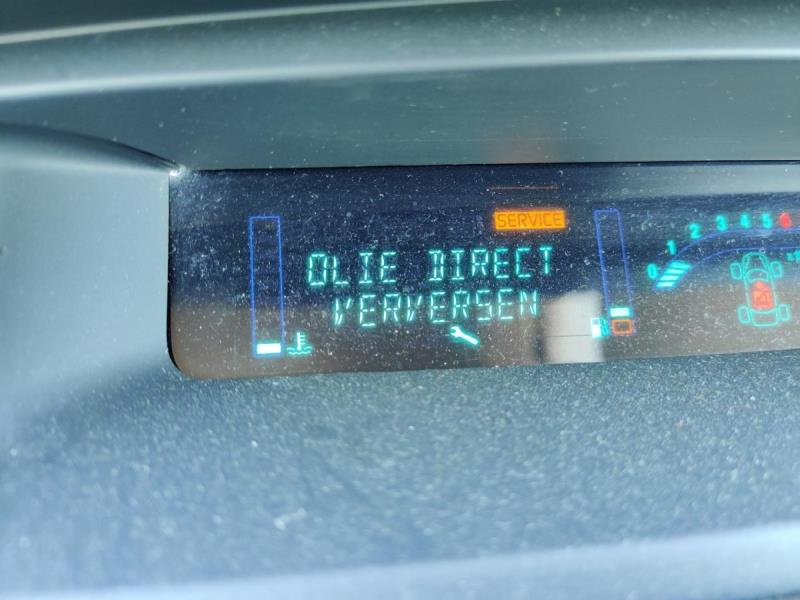 SERVICE
OLIE DIRECT
VERVERSEN
0 1 2 3 4 5 6